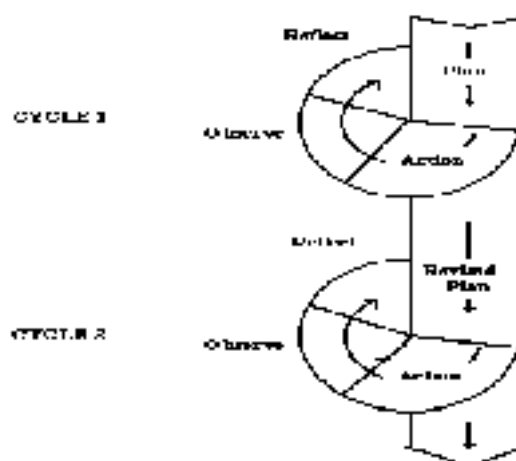 Reflect
Plan
CYCLE 1
Observe
Action
Reflect
Revised
Plan
CYCLE 2
Observe
Action